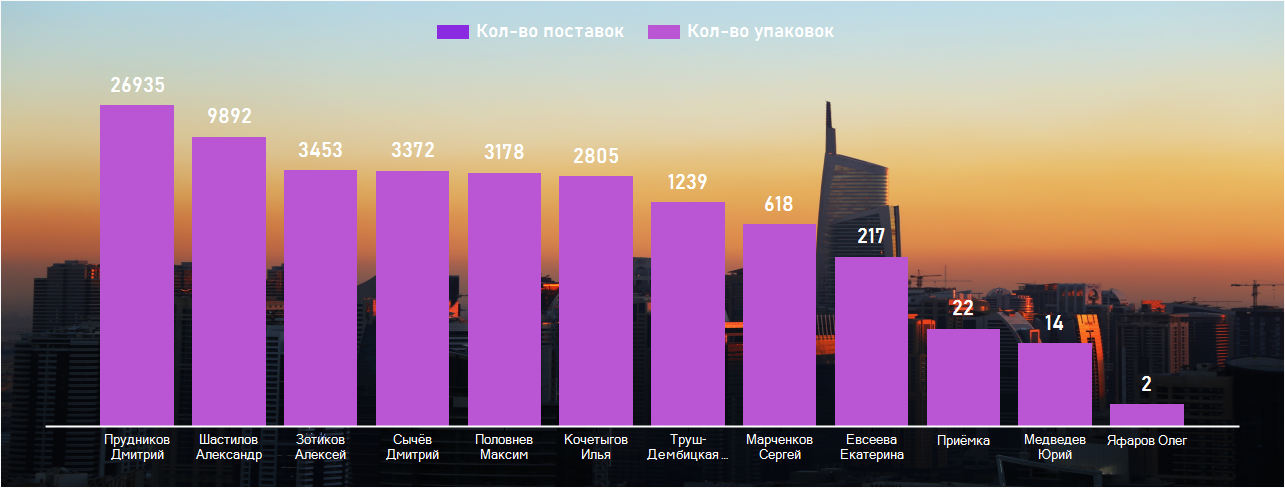 Кол-во поставок Кол-во упаковок
26935
9892
3453
3372
3178
2805
1239
618
217
22
14
2
Прудников
Дмитрий
Шастилов
Александр
Зотиков
Алексей
Сычёв
Дмитрий
Половнев
Максим
Кочетыгов
Илья
Труш-
Дембицкая...
Марченков
Сергей
Евсеева
Екатерина
Приёмка
Медведев
Юрий
Яфаров Олег